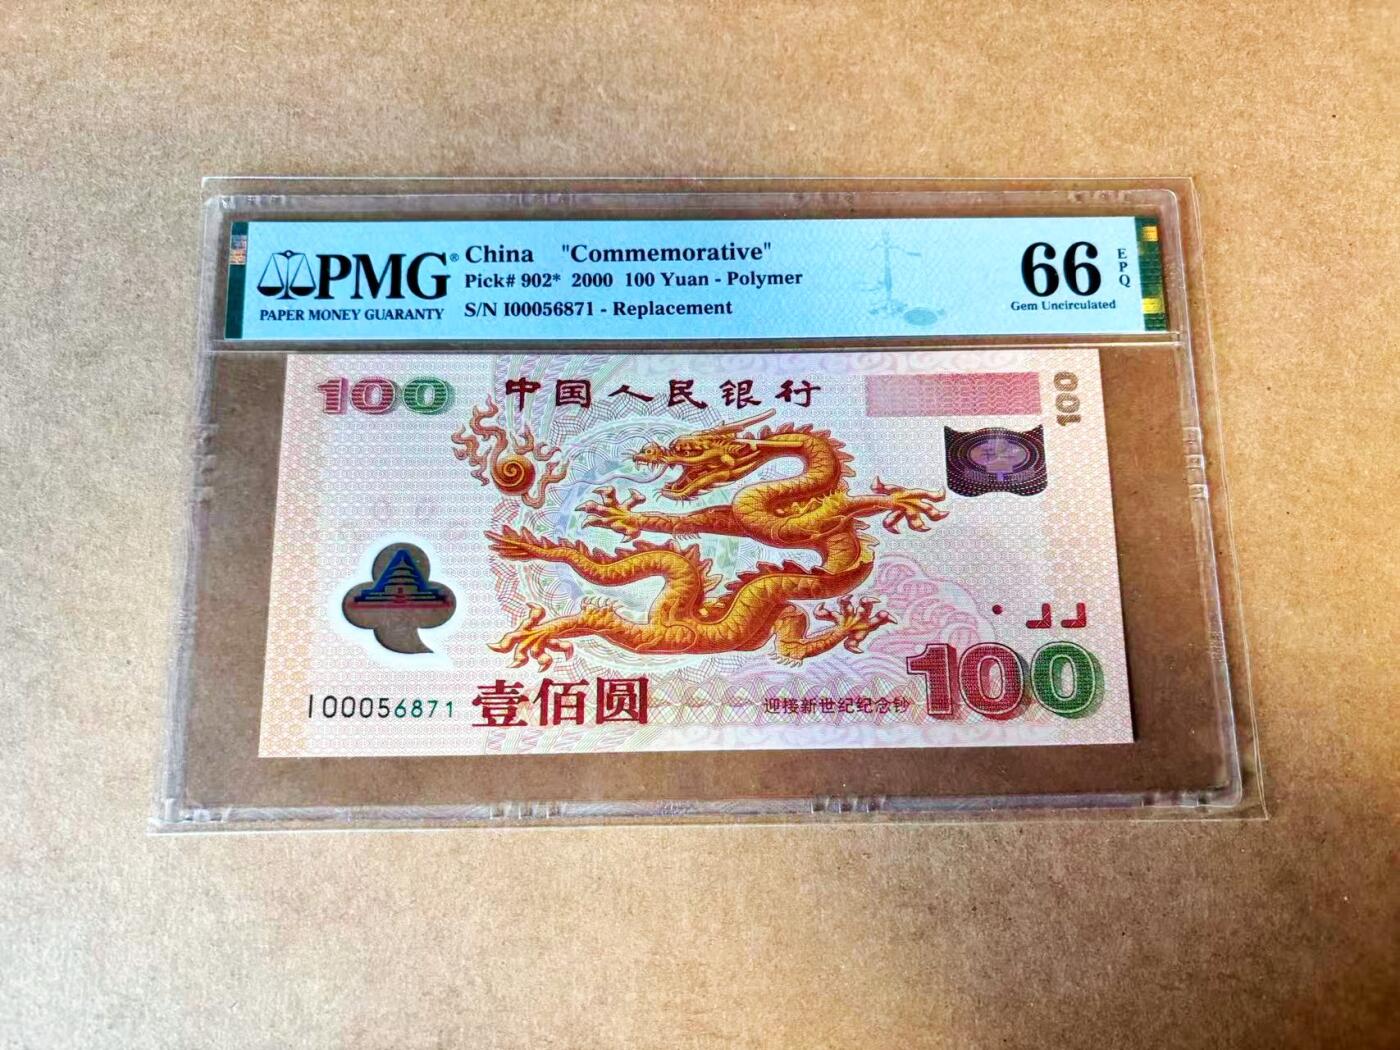 PMG®
PAPER MONEY GUARANTY
China "Commemorative"
Pick# 902* 2000 100 Yuan - Polymer
S/N I00056871 - Replacement
66
EPQ
Gem Uncirculated
100
中国人民银行
100
I00056871
壹佰圆
迎接新世纪纪念钞
100